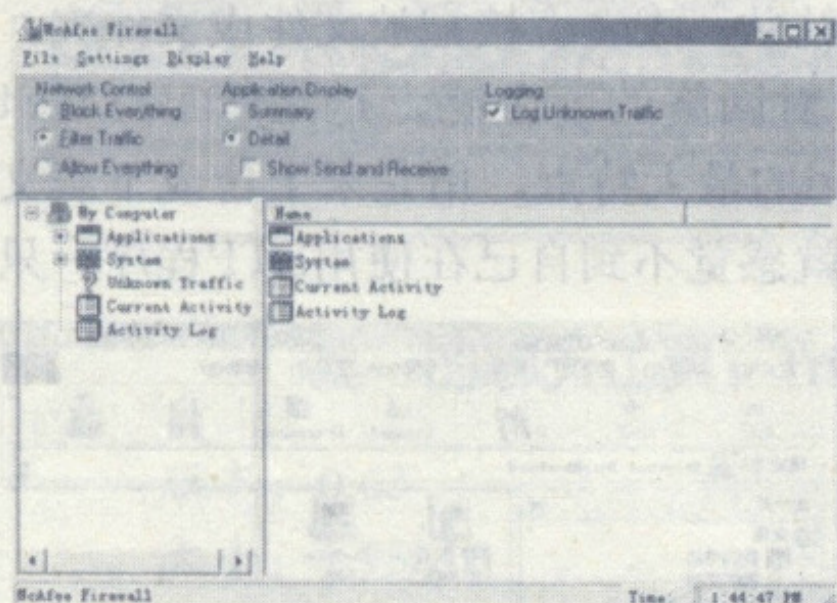 McAfee Firewall
File Settings Display Help
Network Control Application Display Logging
Block Everything Summary Log Unknown Traffic
Filter Traffic Detail
Allow Everything Show Send and Receive
My Computer Name
Applications Applications
System System
Unknown Traffic Current Activity
Current Activity Activity Log
Activity Log
McAfee Firewall Time: 1:44:47 PM